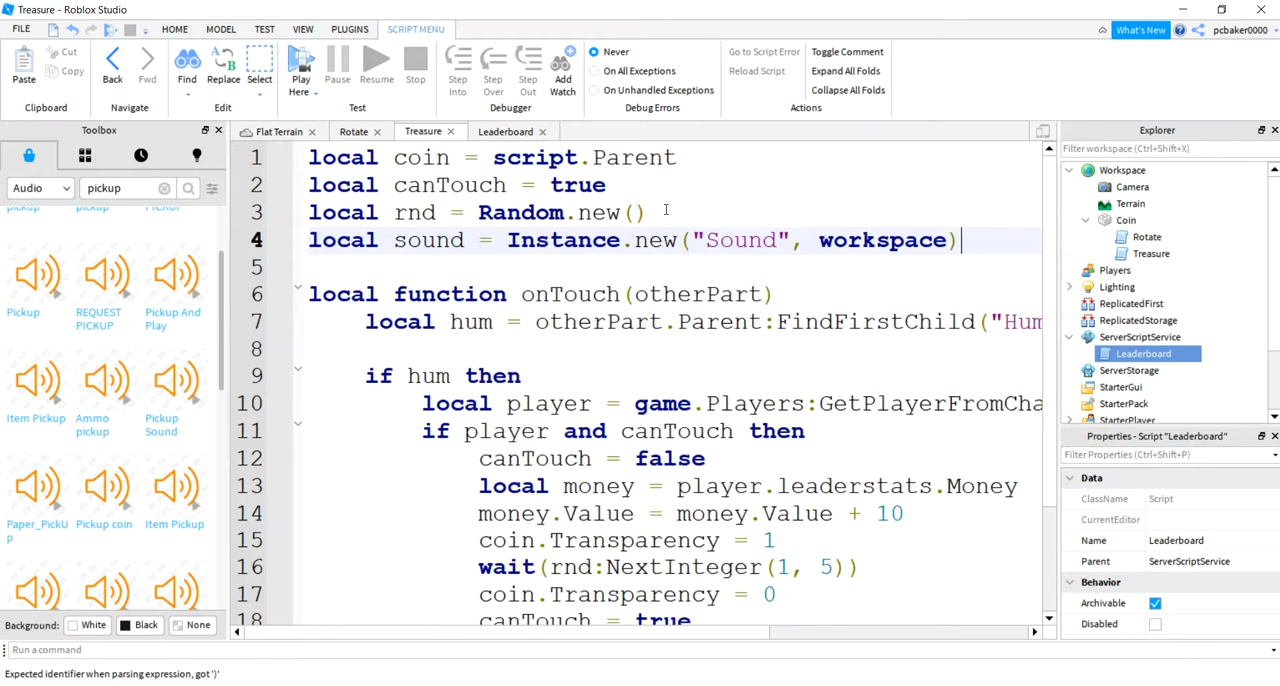 Treasure - Roblox Studio
FILE HOME MODEL TEST VIEW PLUGINS SCRIPT MENU What's New pcbaker0000
Paste Cut Copy Back Fwd Find Replace Select Play Here Pause Resume Stop Step Into Step Over Step Out Add Watch
Never
On All Exceptions
On Unhandled Exceptions
Go to Script Error
Reload Script
Toggle Comment
Expand All Folds
Collapse All Folds
Clipboard Navigate Edit Test Debugger Debug Errors Actions
Toolbox
Audio pickup
pickup pickup PICKUP
Pickup REQUEST PICKUP Pickup And Play
Item Pickup Ammo pickup Pickup Sound
Paper_PickUp Pickup coin Item Pickup
Background: White Black None
Flat Terrain Rotate Treasure Leaderboard
1 local coin = script.Parent
2 local canTouch = true
3 local rnd = Random.new()
4 local sound = Instance.new("Sound", workspace)
5
6 local function onTouch(otherPart)
7 local hum = otherPart.Parent:FindFirstChild("Hum
8
9 if hum then
10 local player = game.Players:GetPlayerFromCha
11 if player and canTouch then
12 canTouch = false
13 local money = player.leaderstats.Money
14 money.Value = money.Value + 10
15 coin.Transparency = 1
16 wait(rnd:NextInteger(1, 5))
17 coin.Transparency = 0
18 canTouch = true
Explorer
Filter workspace (Ctrl+Shift+X)
Workspace
Camera
Terrain
Coin
Rotate
Treasure
Players
Lighting
ReplicatedFirst
ReplicatedStorage
ServerScriptService
Leaderboard
ServerStorage
StarterGui
StarterPack
StarterPlayer
Properties - Script "Leaderboard"
Filter Properties (Ctrl+Shift+P)
Data
ClassName Script
CurrentEditor
Name Leaderboard
Parent ServerScriptService
Behavior
Archivable
Disabled
Run a command
Expected identifier when parsing expression, got ')'